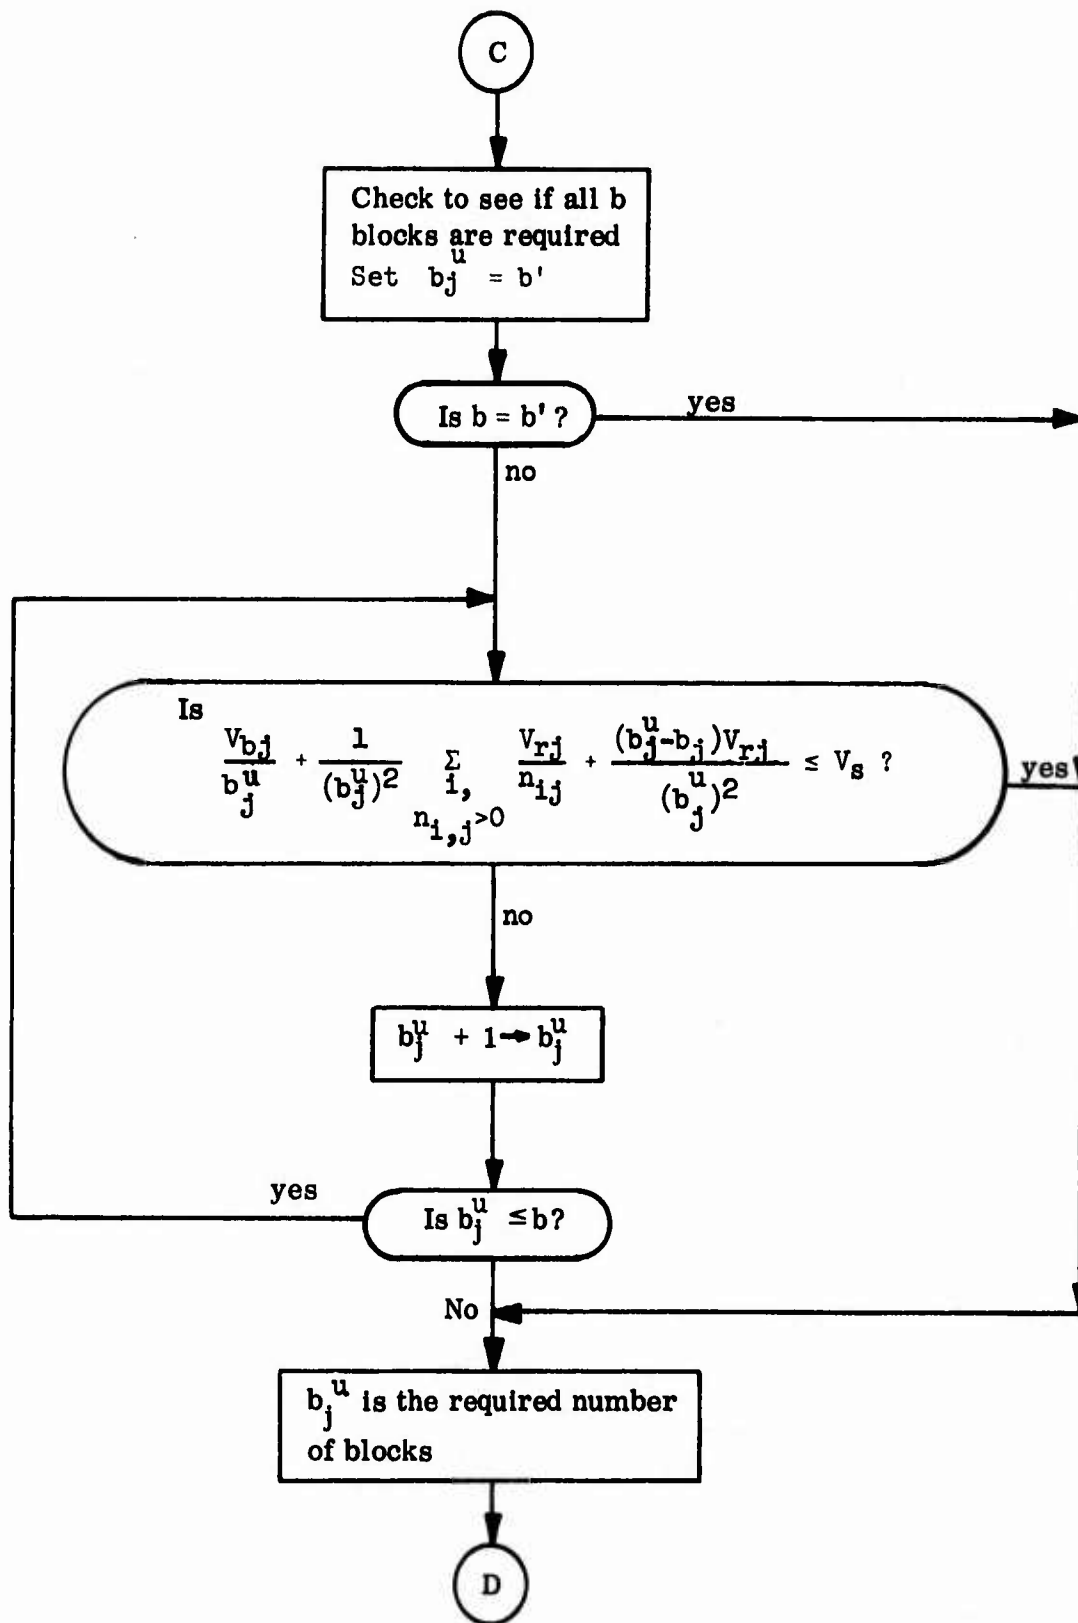 C
Check to see if all b
blocks are required
Set b_j^u = b'
Is b = b' ?
yes
no
Is
V_bj / b_j^u + 1 / (b_j^u)^2 Σ_{i, n_{i,j}>0} V_rj / n_ij + (b_j^u - b_j)V_rj / (b_j^u)^2 ≤ V_s ?
yes
no
b_j^u + 1 → b_j^u
yes
Is b_j^u ≤ b?
No
b_j^u is the required number
of blocks
D